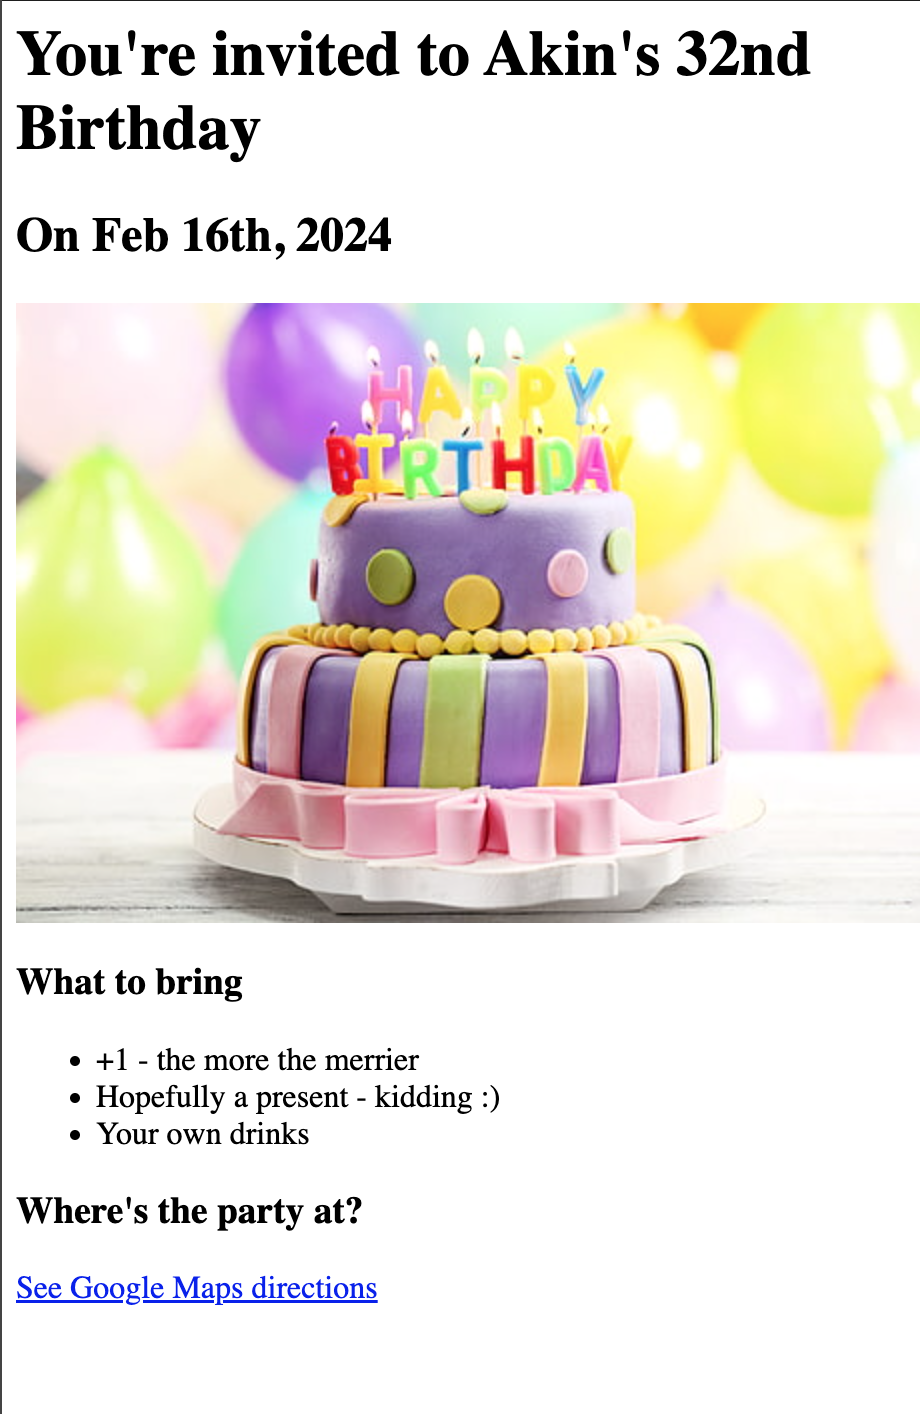 You're invited to Akin's 32nd
Birthday
On Feb 16th, 2024
HAPPY
BIRTHDAY
What to bring
+1 - the more the merrier
Hopefully a present - kidding :)
Your own drinks
Where's the party at?
See Google Maps directions